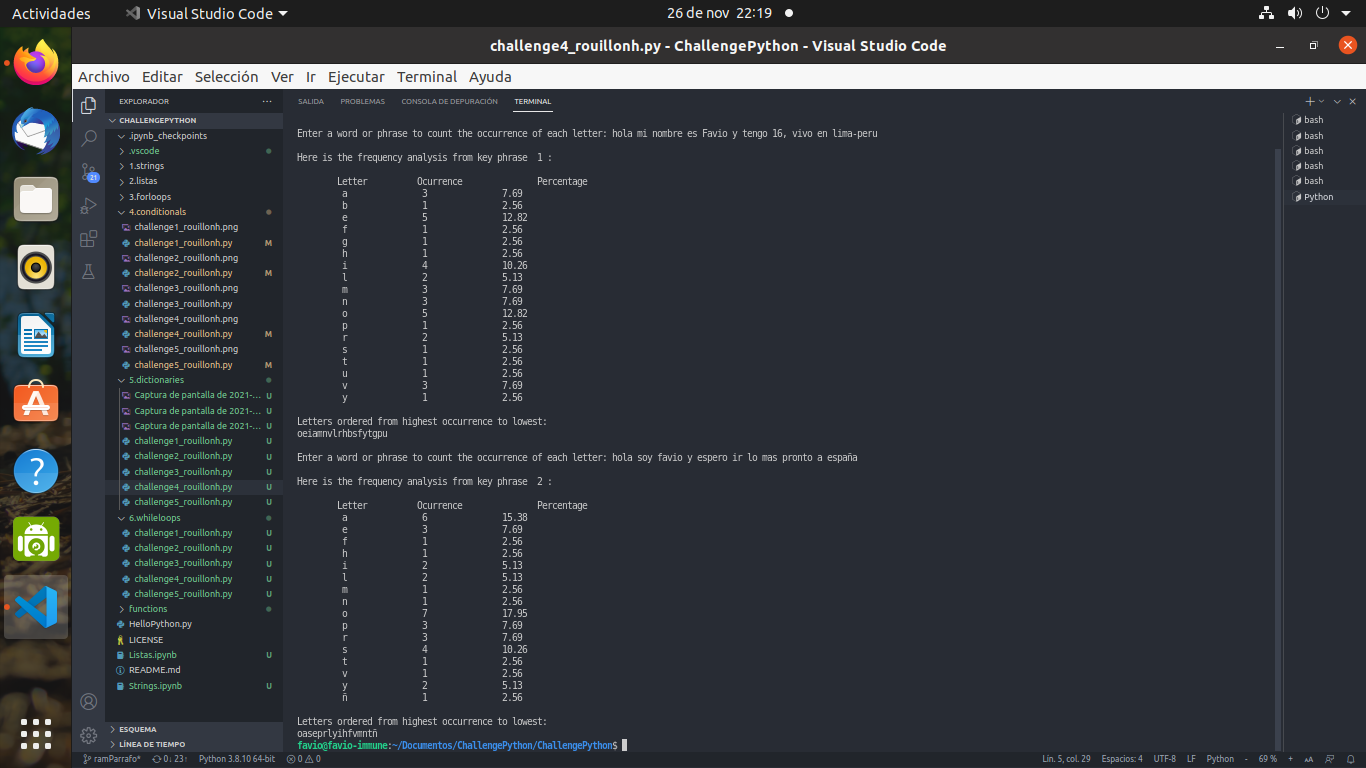 Actividades
Visual Studio Code
26 de nov 22:19
challenge4_rouillonh.py - ChallengePython - Visual Studio Code
Archivo Editar Selección Ver Ir Ejecutar Terminal Ayuda
EXPLORADOR ...
CHALLENGEPYTHON
.ipynb_checkpoints
.vscode
1.strings
2.listas
21
3.forloops
4.conditionals
challenge1_rouillonh.png
challenge1_rouillonh.py M
challenge2_rouillonh.png
challenge2_rouillonh.py M
challenge3_rouillonh.png
challenge3_rouillonh.py
challenge4_rouillonh.png
challenge4_rouillonh.py M
challenge5_rouillonh.png
challenge5_rouillonh.py M
5.dictionaries
Captura de pantalla de 2021-... U
Captura de pantalla de 2021-... U
Captura de pantalla de 2021-... U
challenge1_rouillonh.py U
challenge2_rouillonh.py U
challenge3_rouillonh.py U
challenge4_rouillonh.py U
challenge5_rouillonh.py U
6.whileloops
challenge1_rouillonh.py U
challenge2_rouillonh.py U
challenge3_rouillonh.py U
challenge4_rouillonh.py U
challenge5_rouillonh.py U
functions
HelloPython.py
LICENSE
Listas.ipynb U
README.md
Strings.ipynb U
ESQUEMA
LÍNEA DE TIEMPO
SALIDA PROBLEMAS CONSOLA DE DEPURACIÓN TERMINAL
Enter a word or phrase to count the occurrence of each letter: hola mi nombre es Favio y tengo 16, vivo en lima-peru
Here is the frequency analysis from key phrase 1 :
Letter Ocurrence Percentage
a 3 7.69
b 1 2.56
e 5 12.82
f 1 2.56
g 1 2.56
h 1 2.56
i 4 10.26
l 2 5.13
m 3 7.69
n 3 7.69
o 5 12.82
p 1 2.56
r 2 5.13
s 1 2.56
t 1 2.56
u 1 2.56
v 3 7.69
y 1 2.56
Letters ordered from highest occurrence to lowest:
oeiamnvlrhbsfytgpu
Enter a word or phrase to count the occurrence of each letter: hola soy favio y espero ir lo mas pronto a españa
Here is the frequency analysis from key phrase 2 :
Letter Ocurrence Percentage
a 6 15.38
e 3 7.69
f 1 2.56
h 1 2.56
i 2 5.13
l 2 5.13
m 1 2.56
n 1 2.56
o 7 17.95
p 3 7.69
r 3 7.69
s 4 10.26
t 1 2.56
v 1 2.56
y 2 5.13
ñ 1 2.56
Letters ordered from highest occurrence to lowest:
oaseprlyihfvmntñ
favio@favio-immune:~/Documentos/ChallengePython/ChallengePython$
bash
bash
bash
bash
bash
Python
ramParrafo* 0↓ 23↑ Python 3.8.10 64-bit 0 0
Lín. 5, col. 29 Espacios: 4 UTF-8 LF Python - 69 % + AA